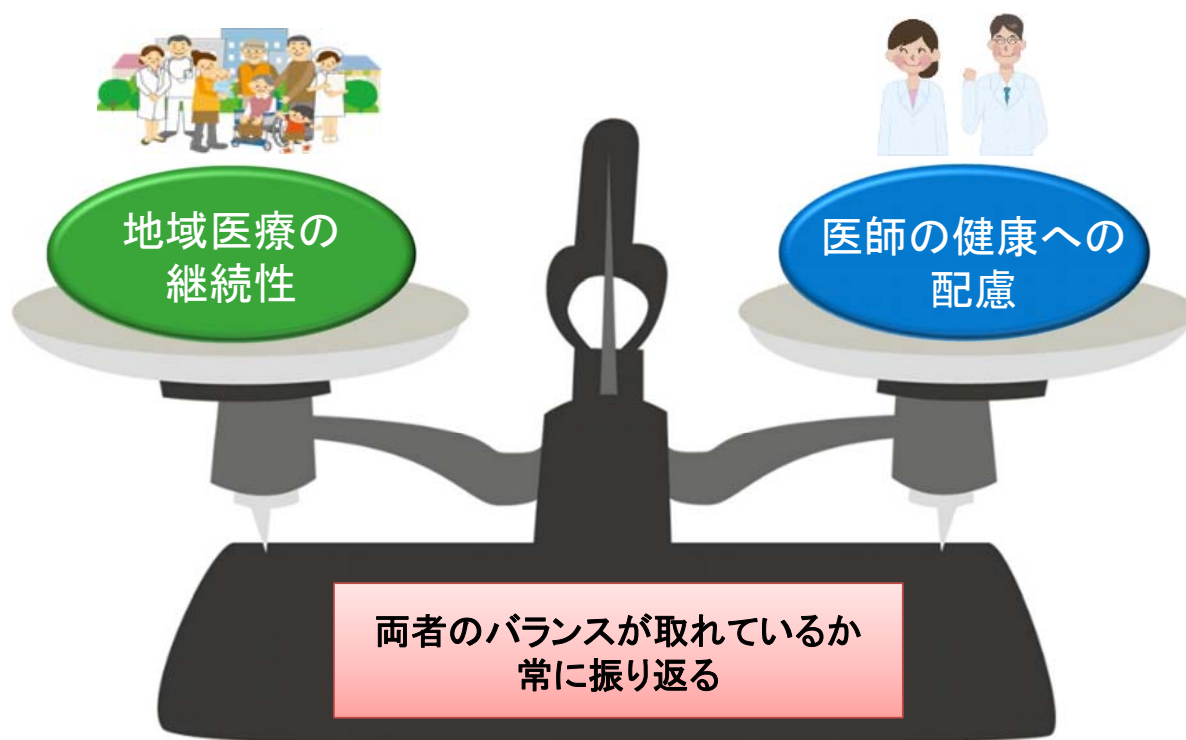 地域医療の
継続性
医師の健康への
配慮
両者のバランスが取れているか
常に振り返る